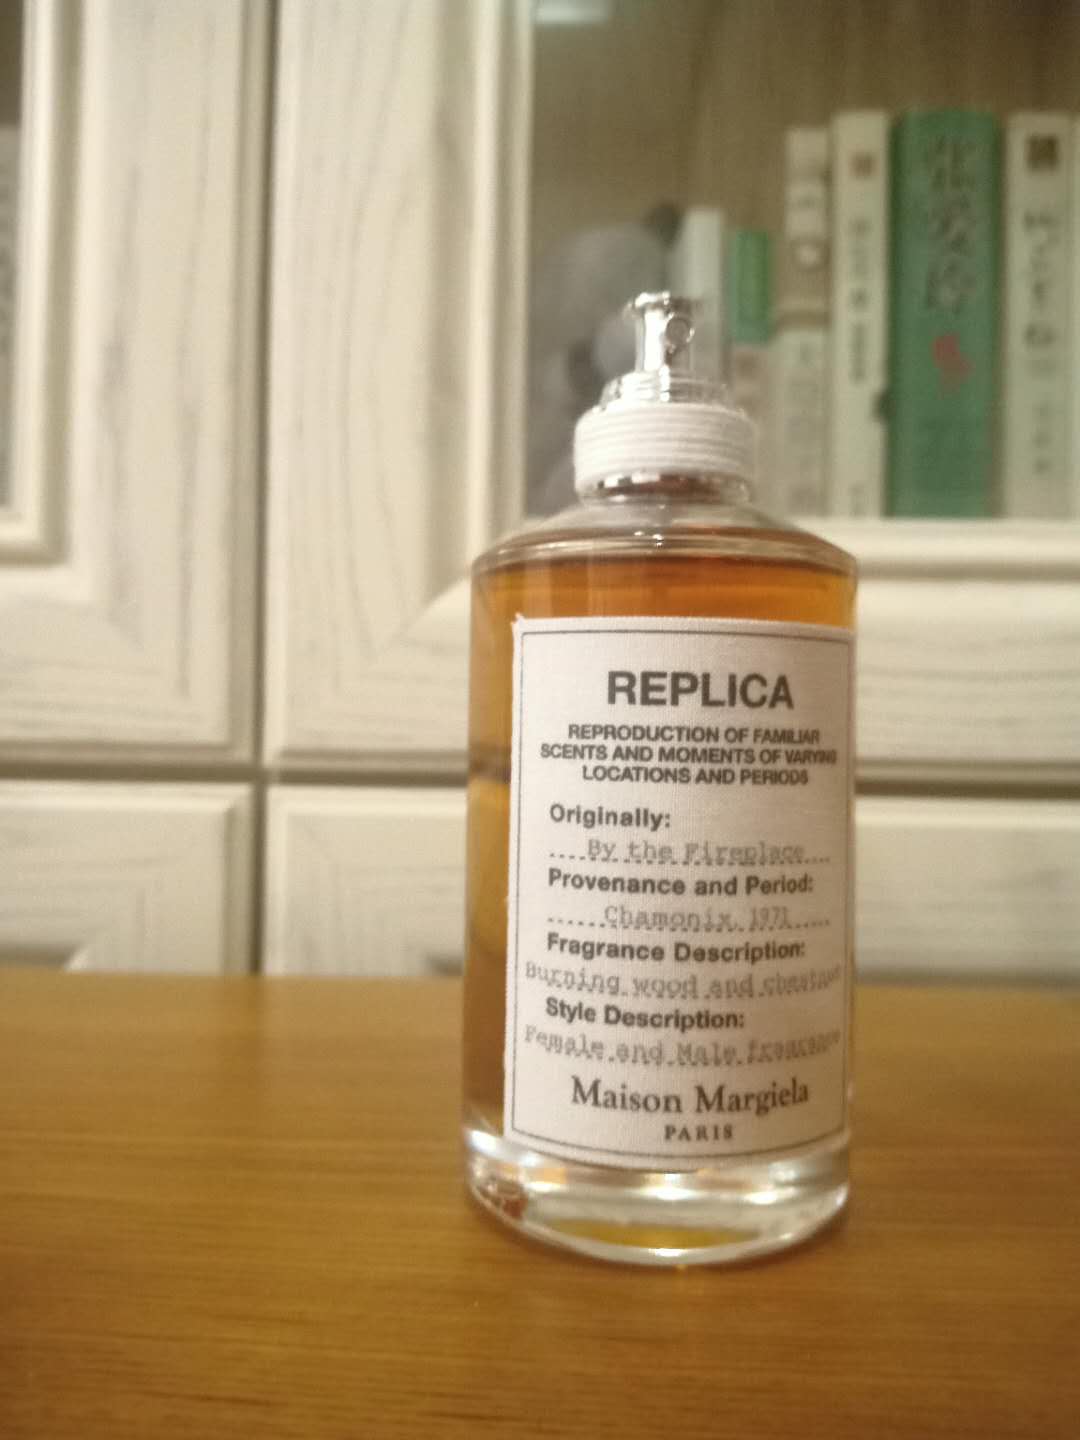 REPLICA
REPRODUCTION OF FAMILIAR
SCENTS AND MOMENTS OF VARYING
LOCATIONS AND PERIODS
Originally:
By the Fireplace
Provenance and Period:
Chamonix, 1971
Fragrance Description:
Burning wood and chestnut
Style Description:
Female and Male fragrance
Maison Margiela
PARIS